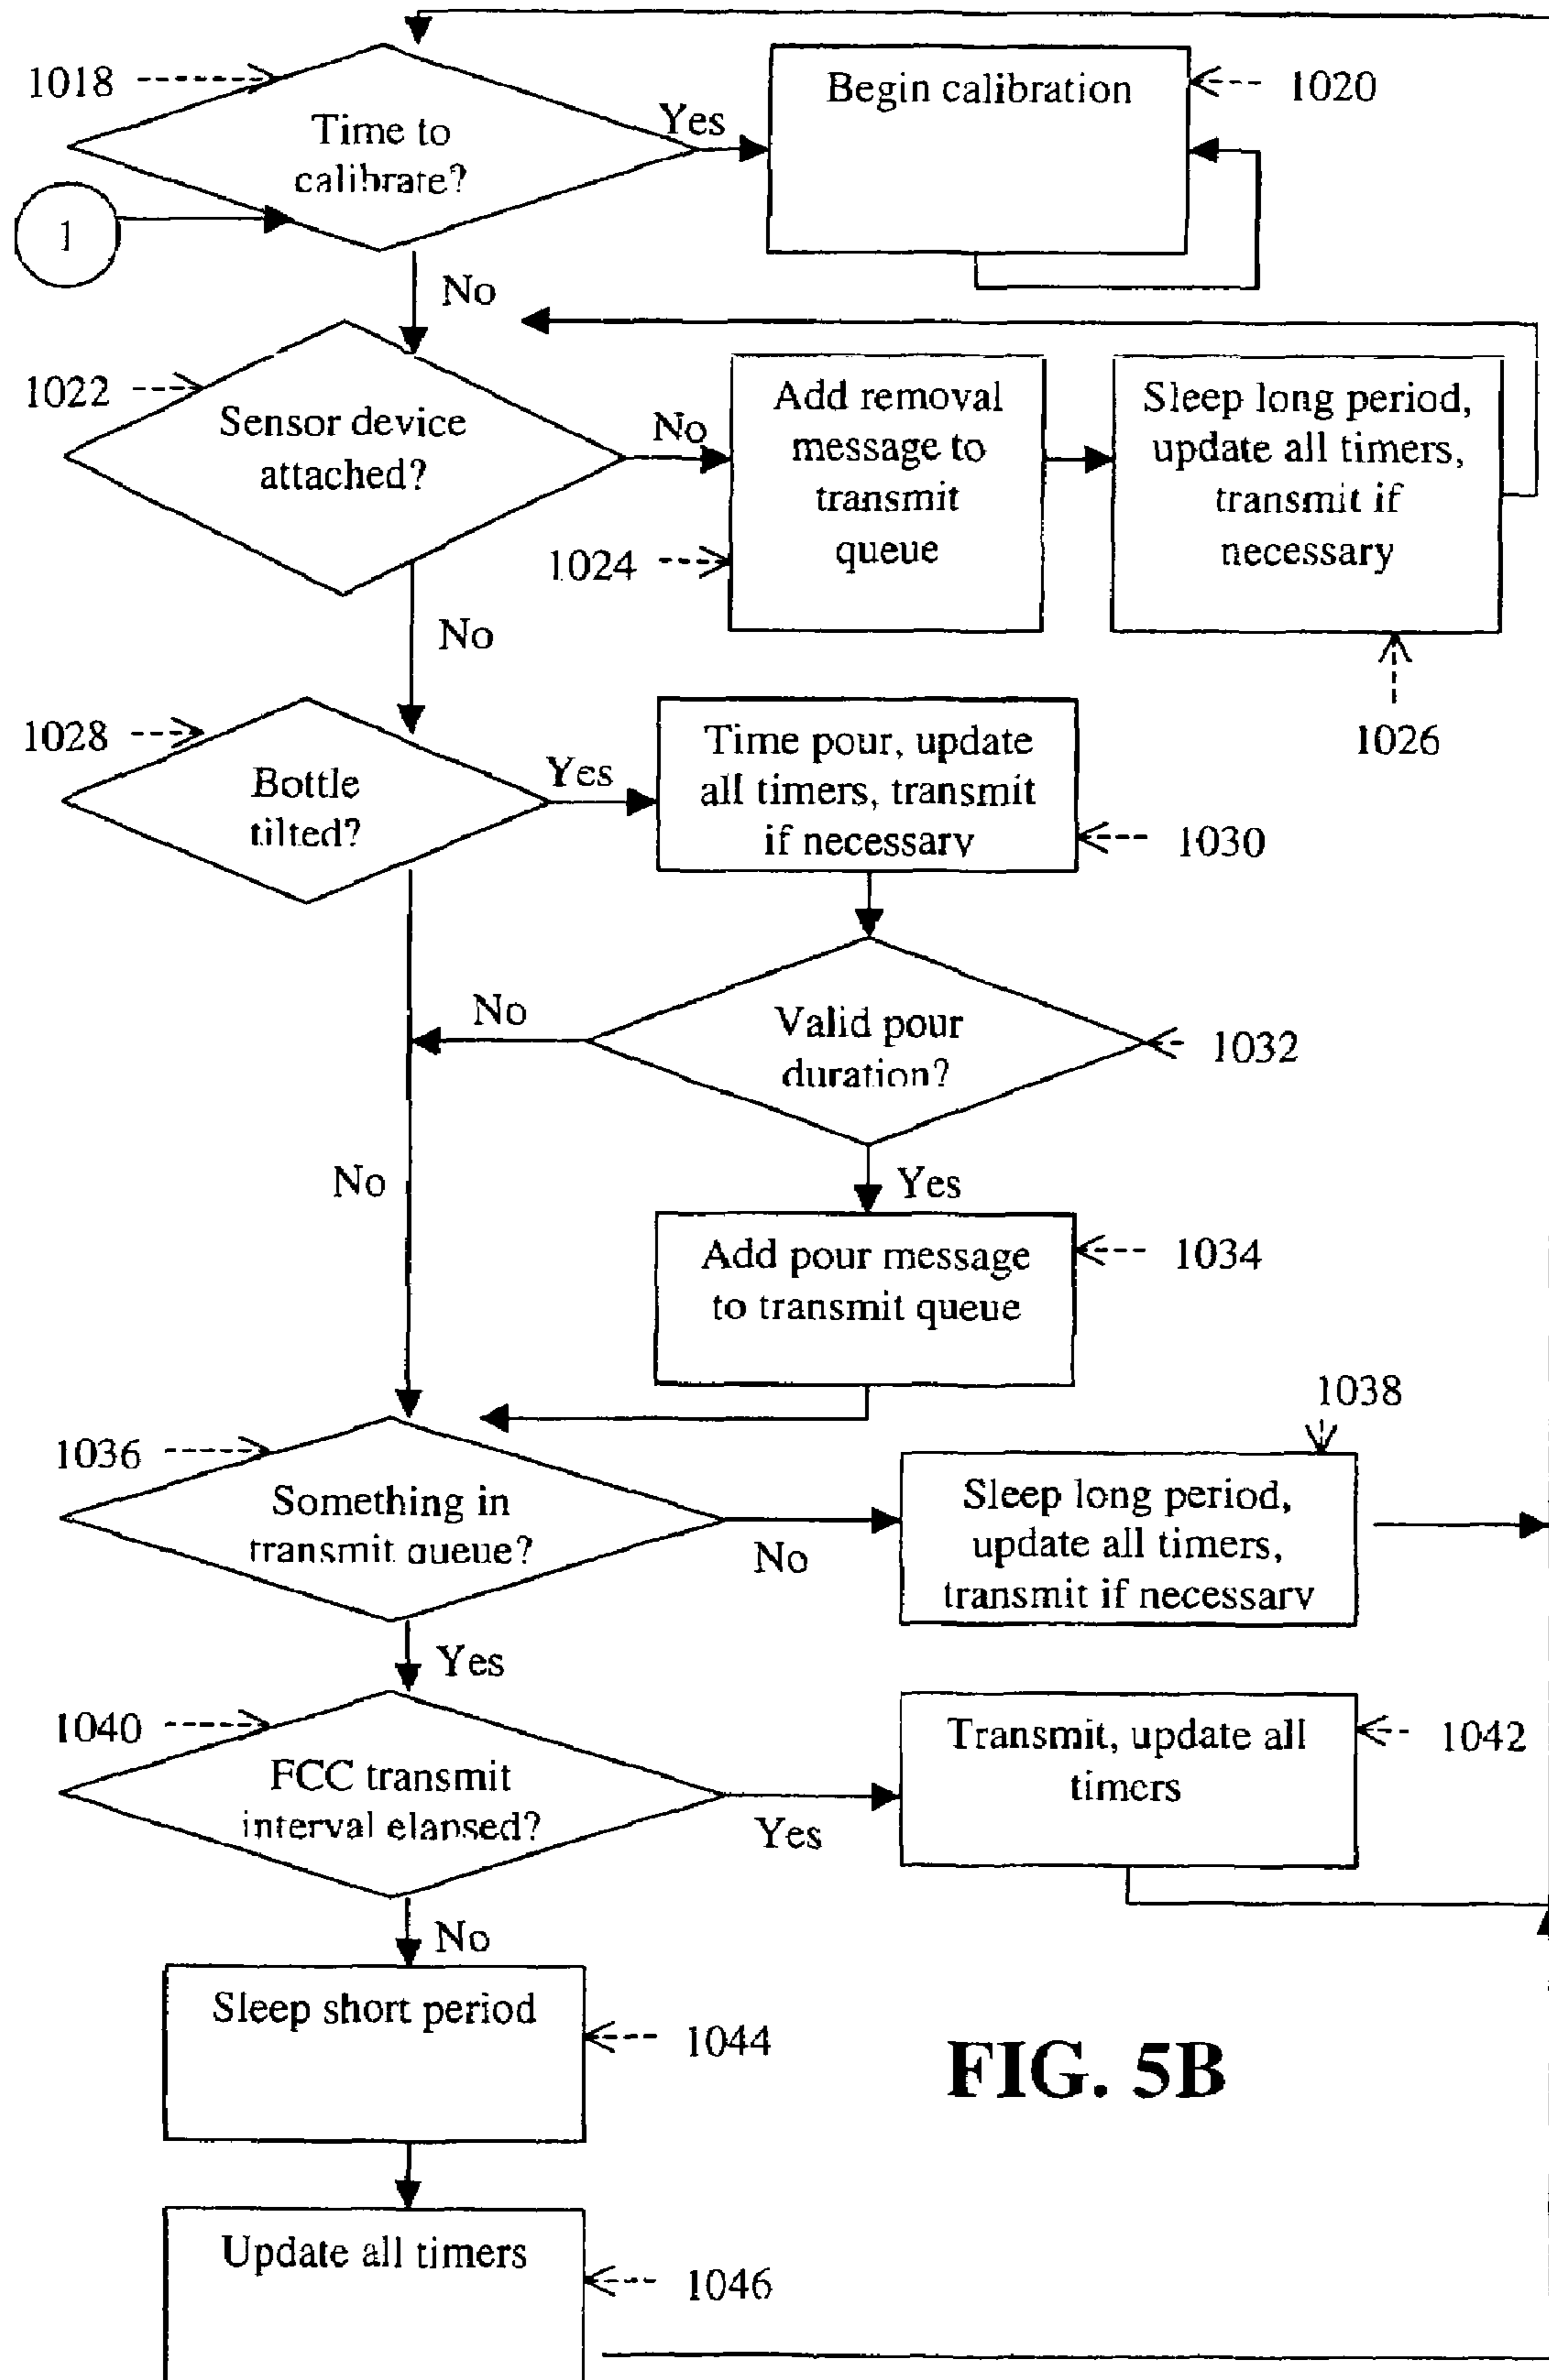 1018
Time to
calibrate?
Yes
Begin calibration
1020
1
No
1022
Sensor device
attached?
No
Add removal
message to
transmit
queue
1024
Sleep long period,
update all timers,
transmit if
necessary
1026
No
1028
Bottle
tilted?
Yes
Time pour, update
all timers, transmit
if necessary
1030
No
Valid pour
duration?
1032
No
Yes
Add pour message
to transmit queue
1034
1036
Something in
transmit queue?
No
Sleep long period,
update all timers,
transmit if necessary
1038
Yes
1040
FCC transmit
interval elapsed?
Yes
Transmit, update all
timers
1042
No
Sleep short period
1044
FIG. 5B
Update all timers
1046